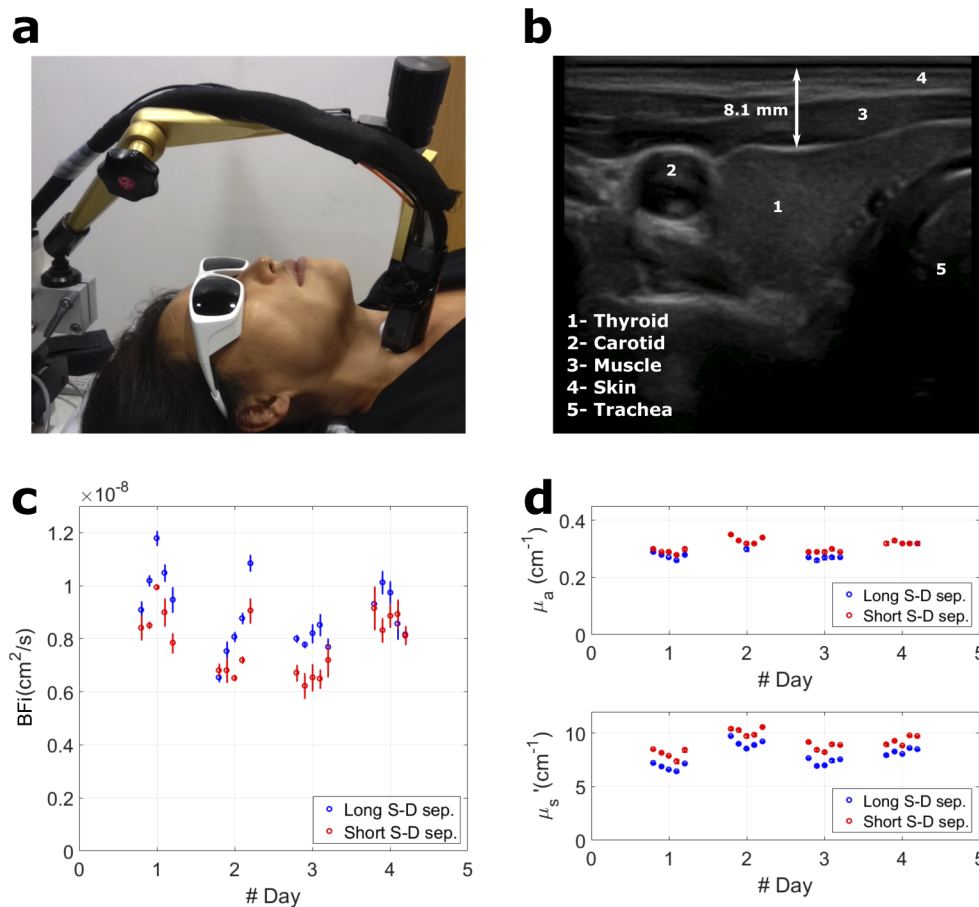 a
b
8.1 mm
4
3
2
1
5
1- Thyroid
2- Carotid
3- Muscle
4- Skin
5- Trachea
c
×10⁻⁸
BFi(cm²/s)
1.2
1
0.8
0.6
0.4
0.2
0
Long S-D sep.
Short S-D sep.
0 1 2 3 4 5
# Day
d
μₐ (cm⁻¹)
0.4
0.2
0
Long S-D sep.
Short S-D sep.
0 1 2 3 4 5
# Day
μₛ'(cm⁻¹)
10
5
0
Long S-D sep.
Short S-D sep.
0 1 2 3 4 5
# Day